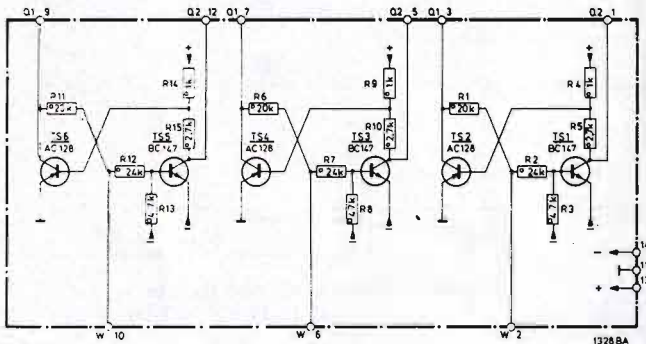 Q1 9 Q2 12 Q1 7 Q2 5 Q1 3 Q2 1
+ + +
R14 1k R9 1k R4 1k
R11 20k R6 20k R1 20k
R15 2,7k R10 2,7k R5 2,7k
TS6 AC128 TS5 BC147 TS4 AC128 TS3 BC147 TS2 AC128 TS1 BC147
R12 24k R7 24k R2 24k
4,7k R13 4,7k R8 4,7k R3
- 14
+
W 10 W 6 W 2
1328BA